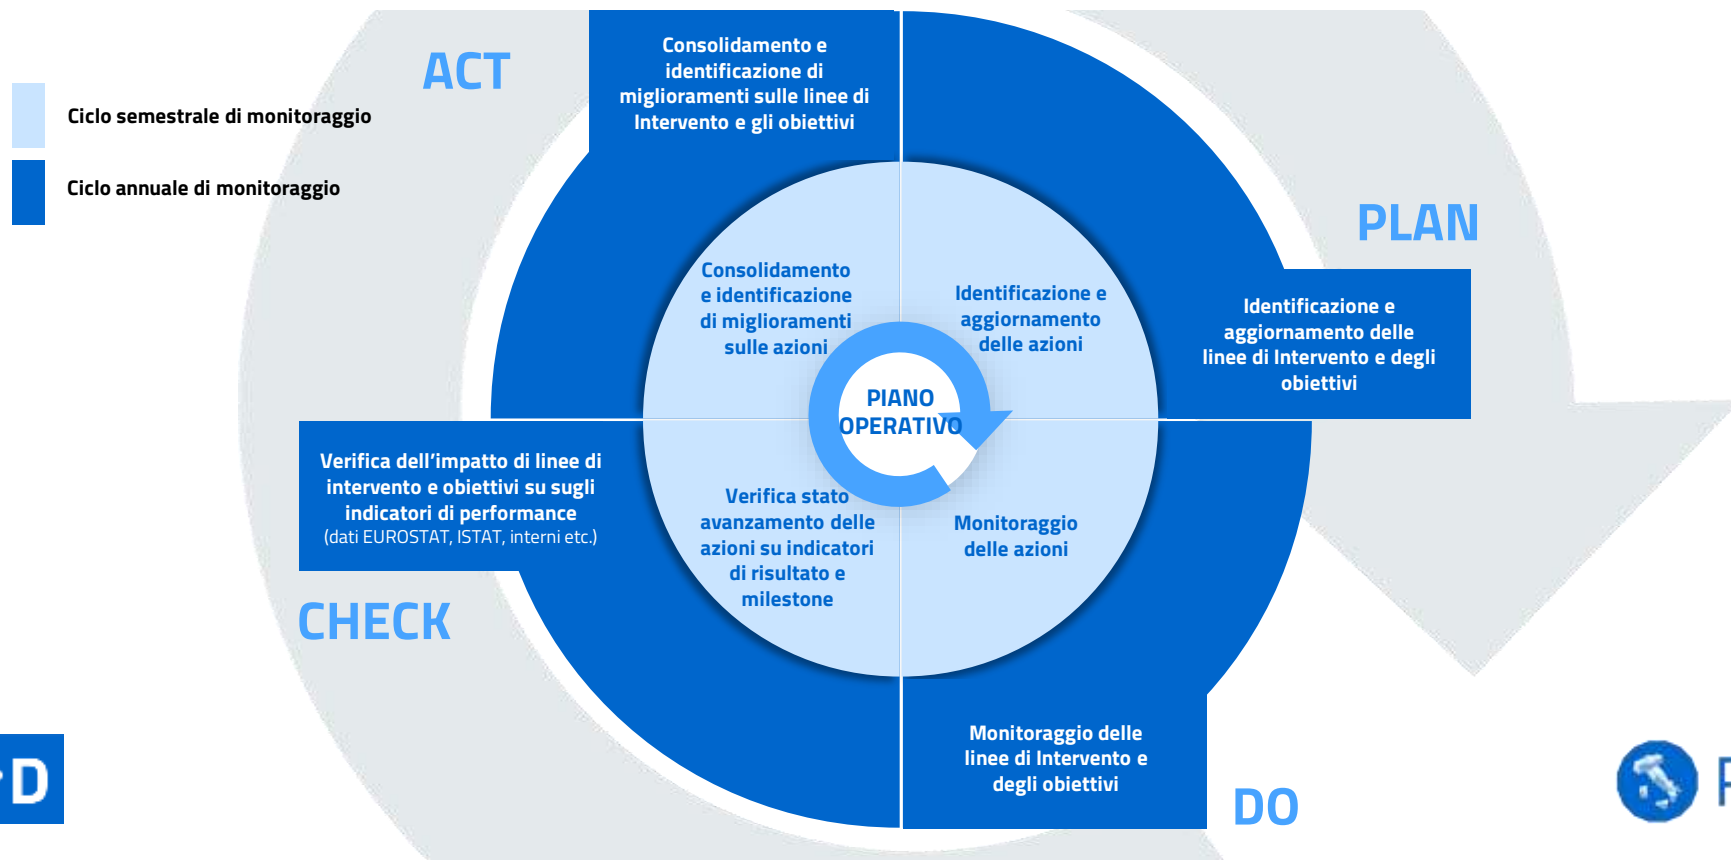 ACT
Consolidamento e
identificazione di
miglioramenti sulle linee di
Intervento e gli obiettivi
Ciclo semestrale di monitoraggio
Ciclo annuale di monitoraggio
PLAN
Consolidamento
e identificazione
di miglioramenti
sulle azioni
Identificazione e
aggiornamento
delle azioni
Identificazione e
aggiornamento delle
linee di Intervento e degli
obiettivi
PIANO
OPERATIVO
Verifica dell’impatto di linee di
intervento e obiettivi su sugli
indicatori di performance
(dati EUROSTAT, ISTAT, interni etc.)
Verifica stato
avanzamento delle
azioni su indicatori
di risultato e
milestone
Monitoraggio
delle azioni
CHECK
Monitoraggio delle
linee di Intervento e
degli obiettivi
DO
D